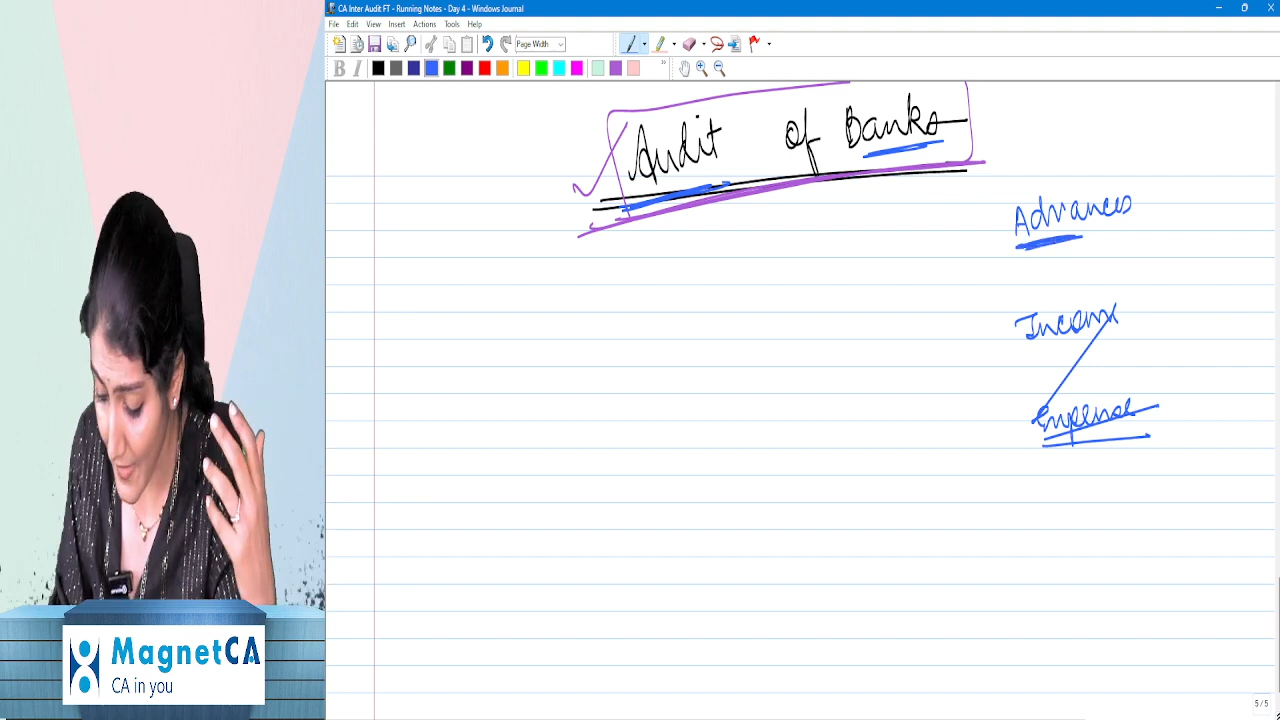 CA Inter Audit FT - Running Notes - Day 4 - Windows Journal
File Edit View Insert Actions Tools Help
Page Width
B I
Audit of Banks
Advances
Income
Expense
MagnetCA
CA in you
5 / 5